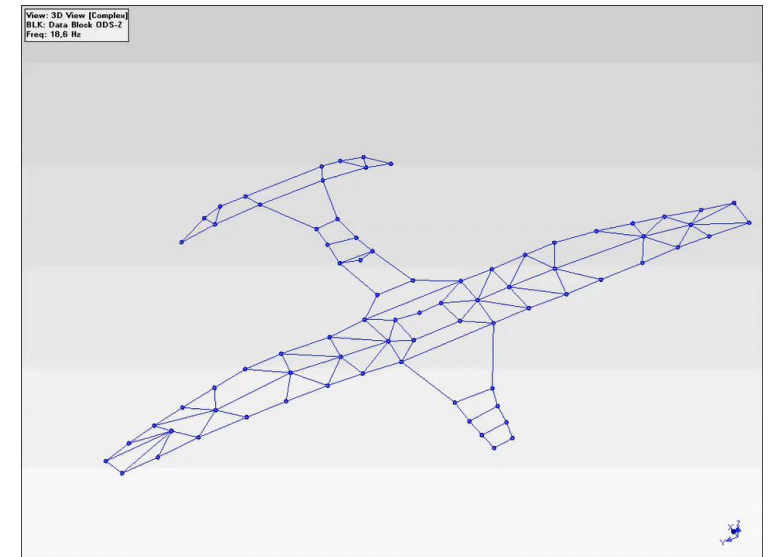 View: 3D View [Complex]
BLK: Data Block ODS-Z
Freq: 18,6 Hz
X Z
Y